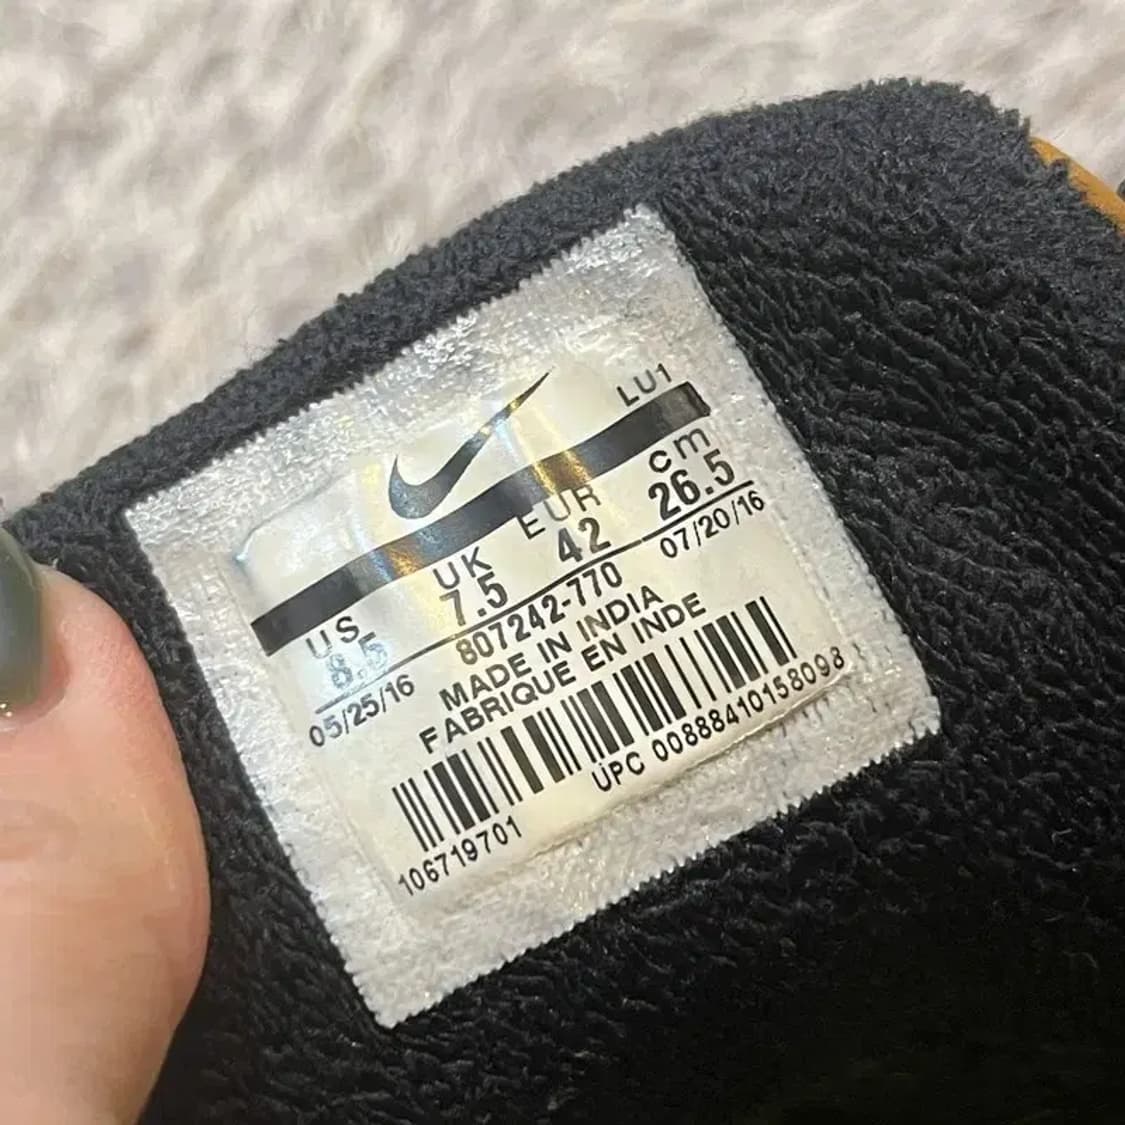 LU1
US UK EUR cm
8.5 7.5 42 26.5
05/25/16 807242-770 07/20/16
MADE IN INDIA
FABRIQUE EN INDE
UPC 00888410158098
106719701